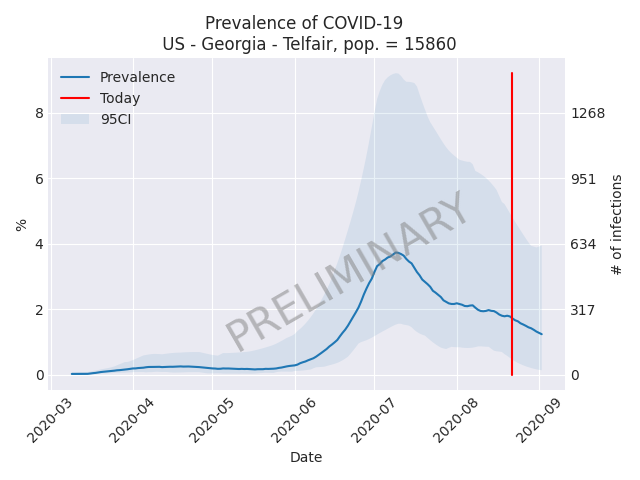 Prevalence of COVID-19
US - Georgia - Telfair, pop. = 15860
Prevalence
Today
95CI
PRELIMINARY
%
8
6
4
2
0
1268
951
634
317
0
# of infections
2020-03
2020-04
2020-05
2020-06
2020-07
2020-08
2020-09
Date